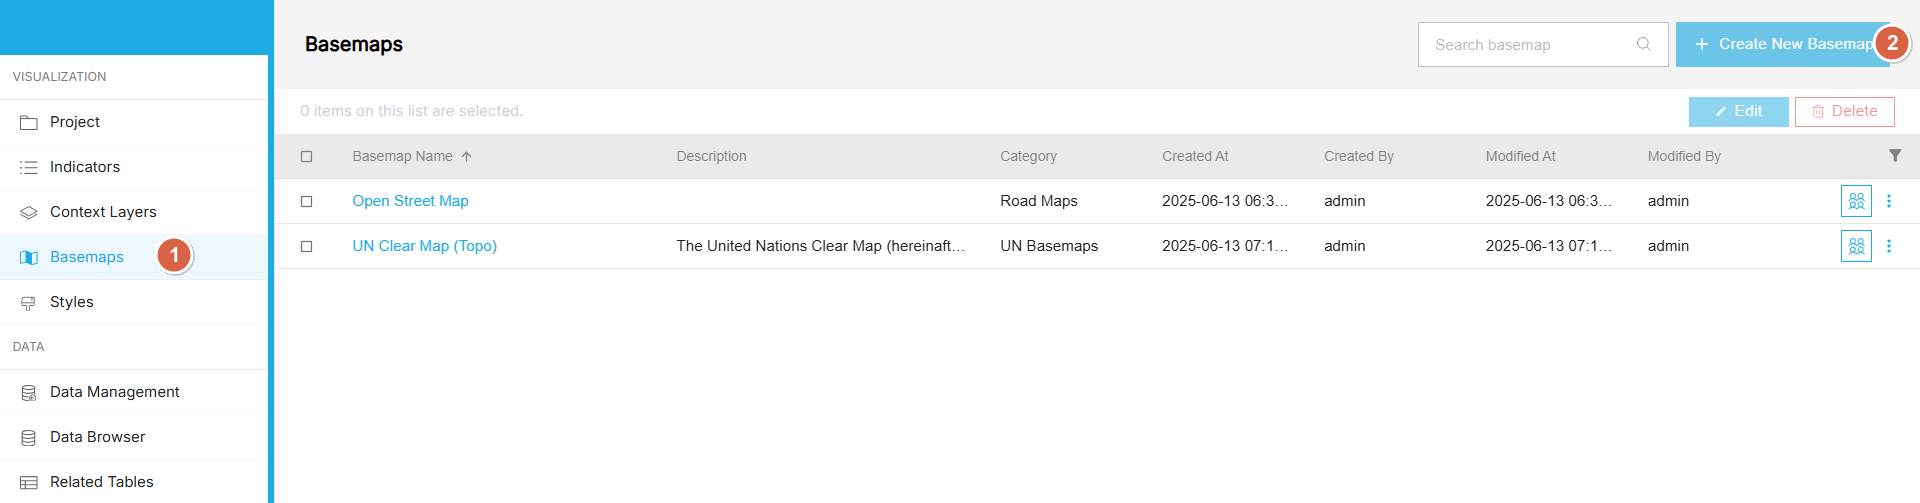 VISUALIZATION
Project
Indicators
Context Layers
Basemaps 1
Styles
DATA
Data Management
Data Browser
Related Tables
Basemaps
Search basemap
+ Create New Basemap 2
0 items on this list are selected.
Edit
Delete
Basemap Name Description Category Created At Created By Modified At Modified By
Open Street Map Road Maps 2025-06-13 06:3... admin 2025-06-13 06:3... admin
UN Clear Map (Topo) The United Nations Clear Map (hereinaft... UN Basemaps 2025-06-13 07:1... admin 2025-06-13 07:1... admin